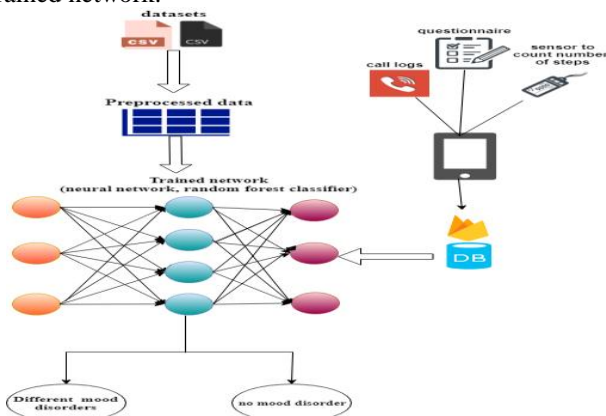 trained network.
datasets
CSV CSV
Preprocessed data
Trained network
(neural network, random forest classifier)
Different mood
disorders
no mood disorder
questionnaire
sensor to
count number
of steps
call logs
DB